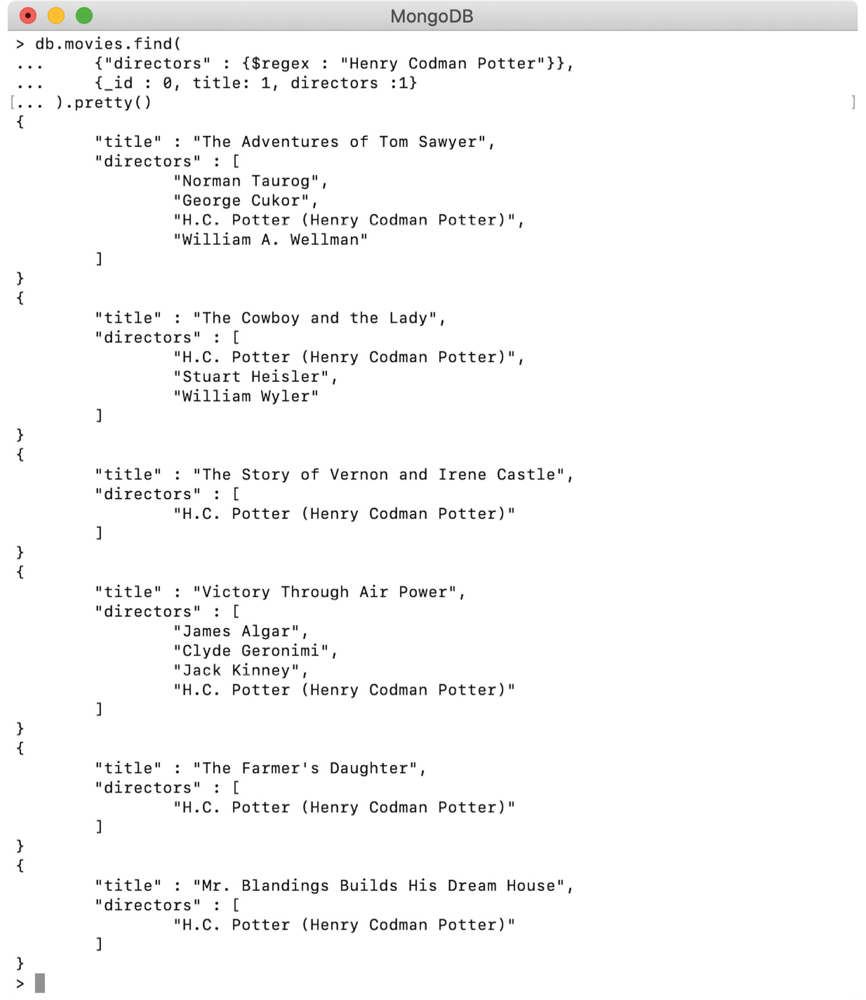 MongoDB
> db.movies.find(
...     {"directors" : {$regex : "Henry Codman Potter"}},
...     {_id : 0, title: 1, directors :1}
[... ).pretty() ]
{
        "title" : "The Adventures of Tom Sawyer",
        "directors" : [
                "Norman Taurog",
                "George Cukor",
                "H.C. Potter (Henry Codman Potter)",
                "William A. Wellman"
        ]
}
{
        "title" : "The Cowboy and the Lady",
        "directors" : [
                "H.C. Potter (Henry Codman Potter)",
                "Stuart Heisler",
                "William Wyler"
        ]
}
{
        "title" : "The Story of Vernon and Irene Castle",
        "directors" : [
                "H.C. Potter (Henry Codman Potter)"
        ]
}
{
        "title" : "Victory Through Air Power",
        "directors" : [
                "James Algar",
                "Clyde Geronimi",
                "Jack Kinney",
                "H.C. Potter (Henry Codman Potter)"
        ]
}
{
        "title" : "The Farmer's Daughter",
        "directors" : [
                "H.C. Potter (Henry Codman Potter)"
        ]
}
{
        "title" : "Mr. Blandings Builds His Dream House",
        "directors" : [
                "H.C. Potter (Henry Codman Potter)"
        ]
}
>